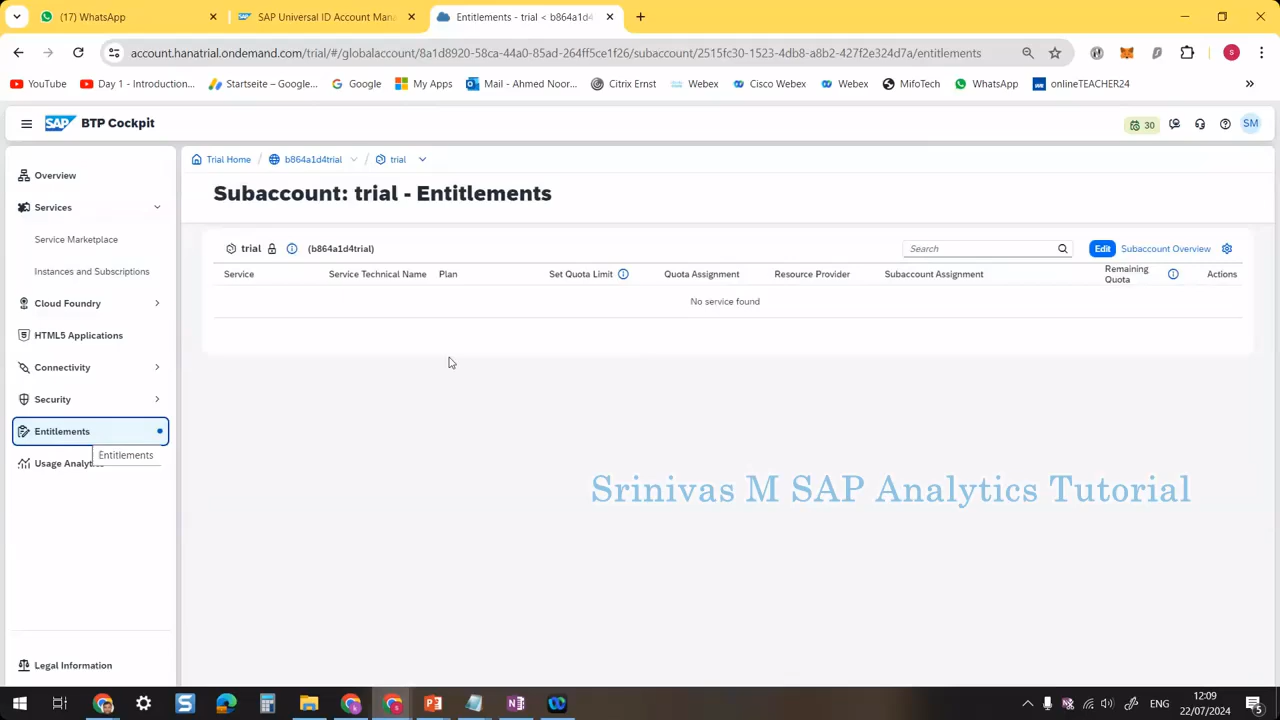 (17) WhatsApp
SAP Universal ID Account Mana
Entitlements - trial < b864a1d4
account.hanatrial.ondemand.com/trial/#/globalaccount/8a1d8920-58ca-44a0-85ad-264ff5ce1f26/subaccount/2515fc30-1523-4db9-a8b2-427f2e324d7a/entitlements
S
YouTube
Day 1 - Introduction...
Startseite – Google...
Google
My Apps
Mail - Ahmed Noor...
Citrix Ernst
Webex
Cisco Webex
Webex
MifoTech
WhatsApp
onlineTEACHER24
SAP BTP Cockpit
30
SM
Overview
Services
Service Marketplace
Instances and Subscriptions
Cloud Foundry
HTML5 Applications
Connectivity
Security
Entitlements
Entitlements
Usage Analytics
Legal Information
Trial Home / b864a1d4trial / trial
Subaccount: trial - Entitlements
trial (b864a1d4trial)
Search
Edit
Subaccount Overview
Service
Service Technical Name
Plan
Set Quota Limit
Quota Assignment
Resource Provider
Subaccount Assignment
Remaining
Quota
Actions
No service found
Srinivas M SAP Analytics Tutorial
ENG
12:09
22/07/2024
5